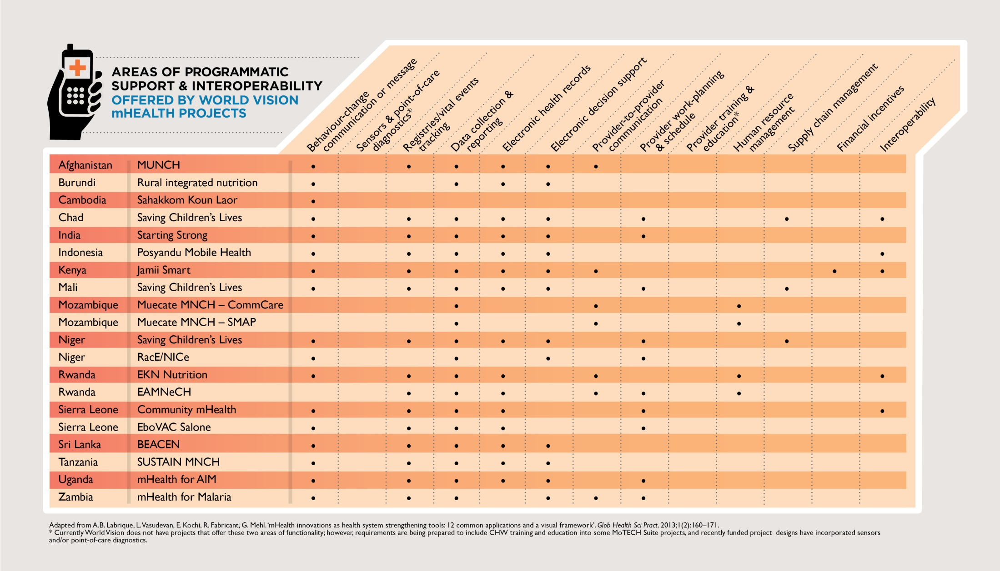 AREAS OF PROGRAMMATIC
SUPPORT & INTEROPERABILITY
OFFERED BY WORLD VISION
mHEALTH PROJECTS
Behaviour-change
communication or message
Sensors & point-of-care
diagnostics*
Registries/vital events
tracking
Data collection &
reporting
Electronic health records
Electronic decision support
Provider-to-provider
communication
Provider work-planning
& schedule
Provider training &
education*
Human resource
management
Supply chain management
Financial incentives
Interoperability
Afghanistan MUNCH • • • • • •
Burundi Rural integrated nutrition • • • •
Cambodia Sahakkom Koun Laor •
Chad Saving Children's Lives • • • • • • • •
India Starting Strong • • • • • •
Indonesia Posyandu Mobile Health • • • • • •
Kenya Jamii Smart • • • • • • • •
Mali Saving Children's Lives • • • • • • •
Mozambique Muecate MNCH – CommCare • • •
Mozambique Muecate MNCH – SMAP • • •
Niger Saving Children's Lives • • • • • • •
Niger RacE/NICe • • • •
Rwanda EKN Nutrition • • • • • • •
Rwanda EAMNeCH • • • • • •
Sierra Leone Community mHealth • • • • • •
Sierra Leone EboVAC Salone • • • • •
Sri Lanka BEACEN • • • • •
Tanzania SUSTAIN MNCH • • • • •
Uganda mHealth for AIM • • • • • •
Zambia mHealth for Malaria • • • • • •
Adapted from A.B. Labrique, L. Vasudevan, E. Kochi, R. Fabricant, G. Mehl. 'mHealth innovations as health system strengthening tools: 12 common applications and a visual framework'. Glob Health Sci Pract. 2013;1(2):160–171.
* Currently World Vision does not have projects that offer these two areas of functionality; however, requirements are being prepared to include CHW training and education into some MoTECH Suite projects, and recently funded project designs have incorporated sensors
and/or point-of-care diagnostics.